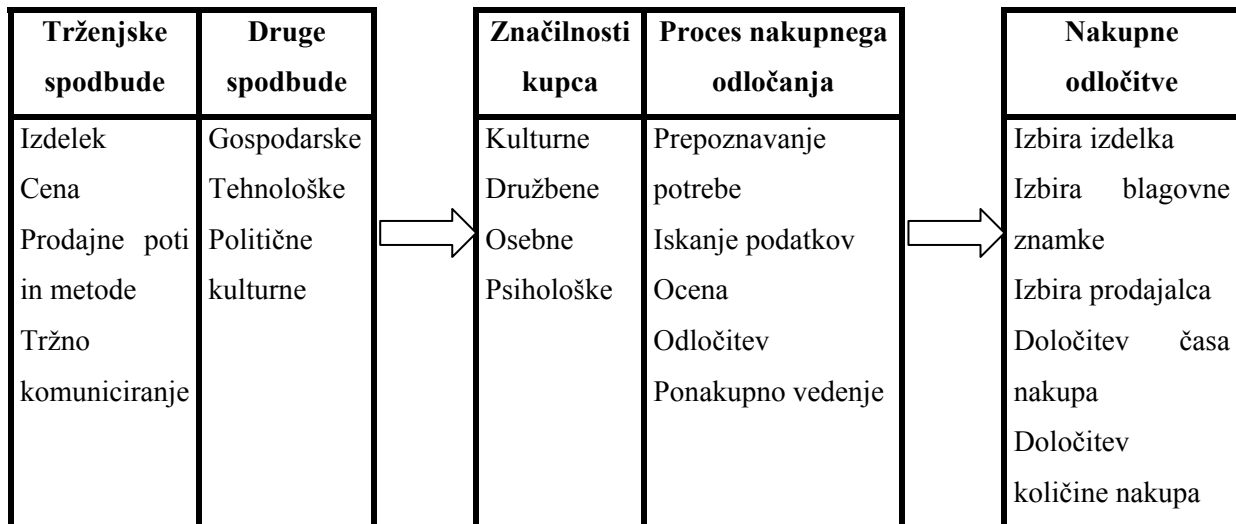 Trženjske
spodbude
Druge
spodbude
Značilnosti
kupca
Proces nakupnega
odločanja
Nakupne
odločitve
Izdelek
Cena
Prodajne poti
in metode
Tržno
komuniciranje
Gospodarske
Tehnološke
Politične
kulturne
Kulturne
Družbene
Osebne
Psihološke
Prepoznavanje
potrebe
Iskanje podatkov
Ocena
Odločitev
Ponakupno vedenje
Izbira izdelka
Izbira blagovne
znamke
Izbira prodajalca
Določitev časa
nakupa
Določitev
količine nakupa